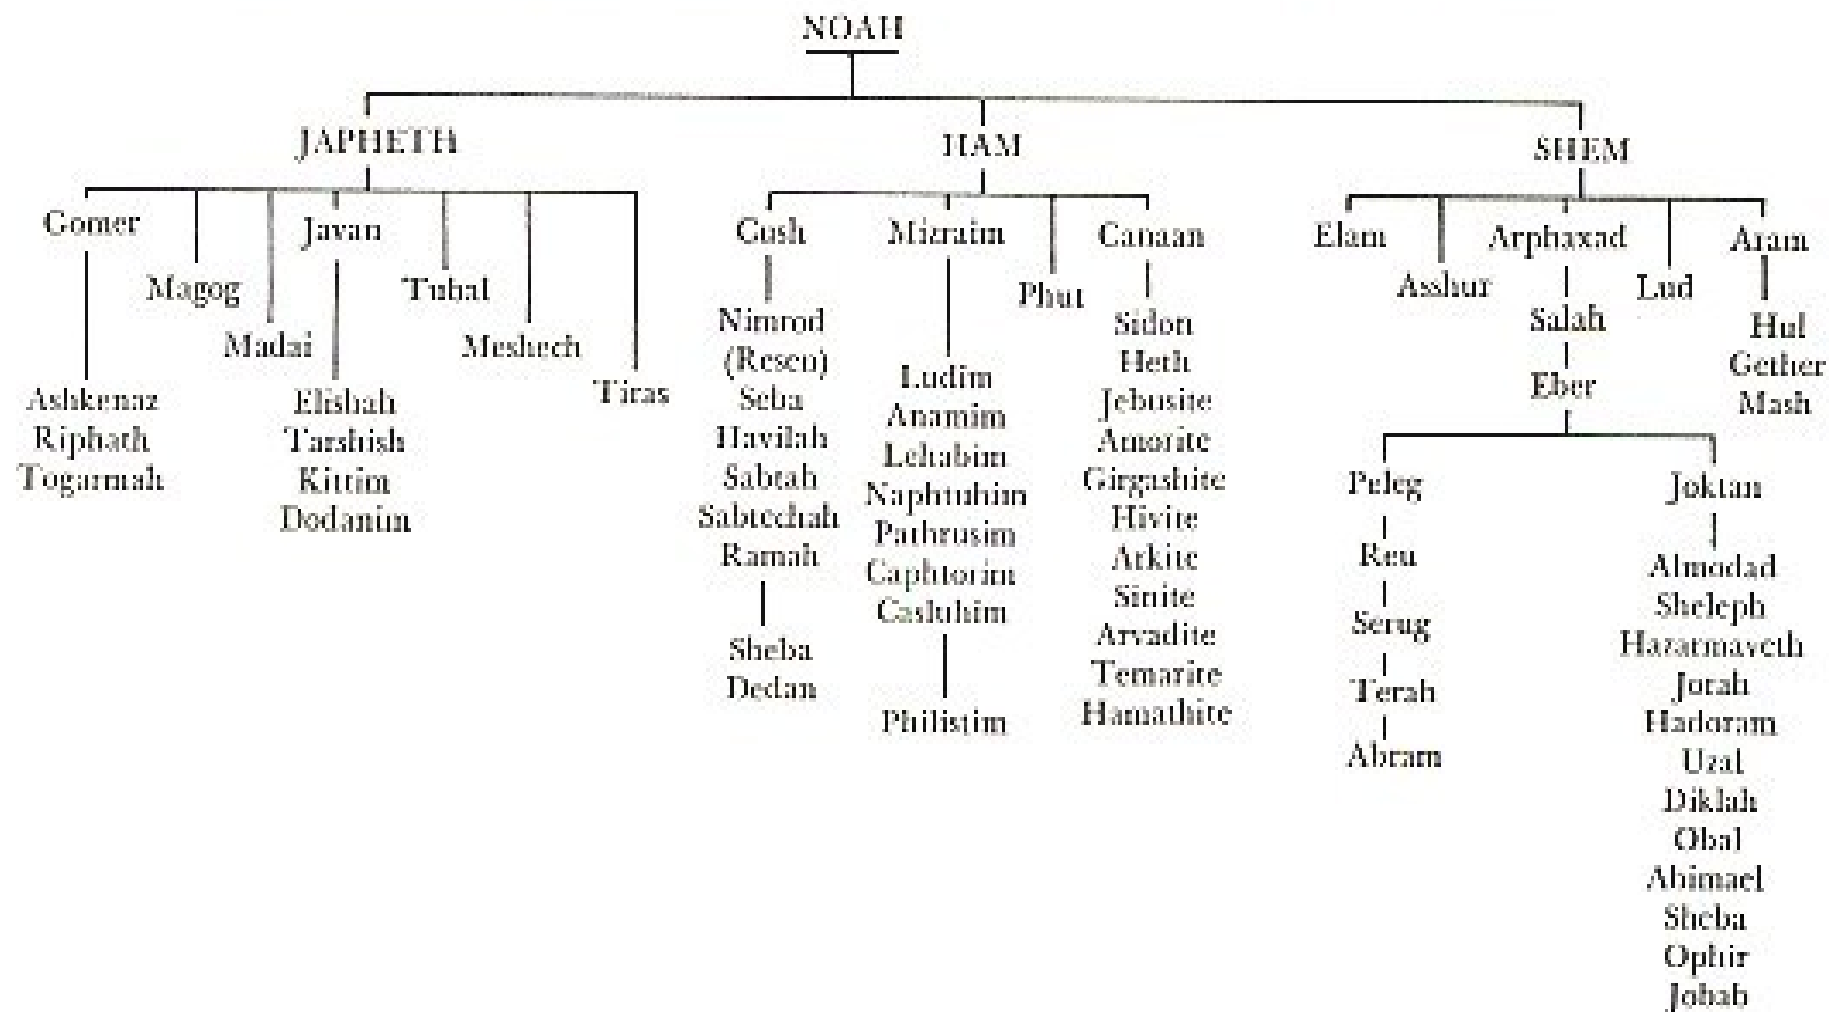 NOAH
JAPHETH
HAM
SHEM
Gomer
Magog
Madai
Javan
Tubal
Meshech
Tiras
Ashkenaz
Riphath
Togarmah
Elishah
Tarshish
Kittim
Dodanim
Cush
Mizraim
Phut
Canaan
Nimrod
(Resen)
Seba
Havilah
Sabtah
Sabtechah
Ramah
Sheba
Dedan
Ludim
Anamim
Lehabim
Naphtuhim
Pathrusim
Caphtorim
Casluhim
Philistim
Sidon
Heth
Jebusite
Amorite
Girgashite
Hivite
Arkite
Sinite
Arvadite
Temarite
Hamathite
Elam
Asshur
Arphaxad
Lud
Aram
Salah
Eber
Hul
Gether
Mash
Peleg
Reu
Serug
Terah
Abram
Joktan
Almodad
Sheleph
Hazarmaveth
Jorah
Hadoram
Uzal
Diklah
Obal
Abimael
Sheba
Ophir
Jobab